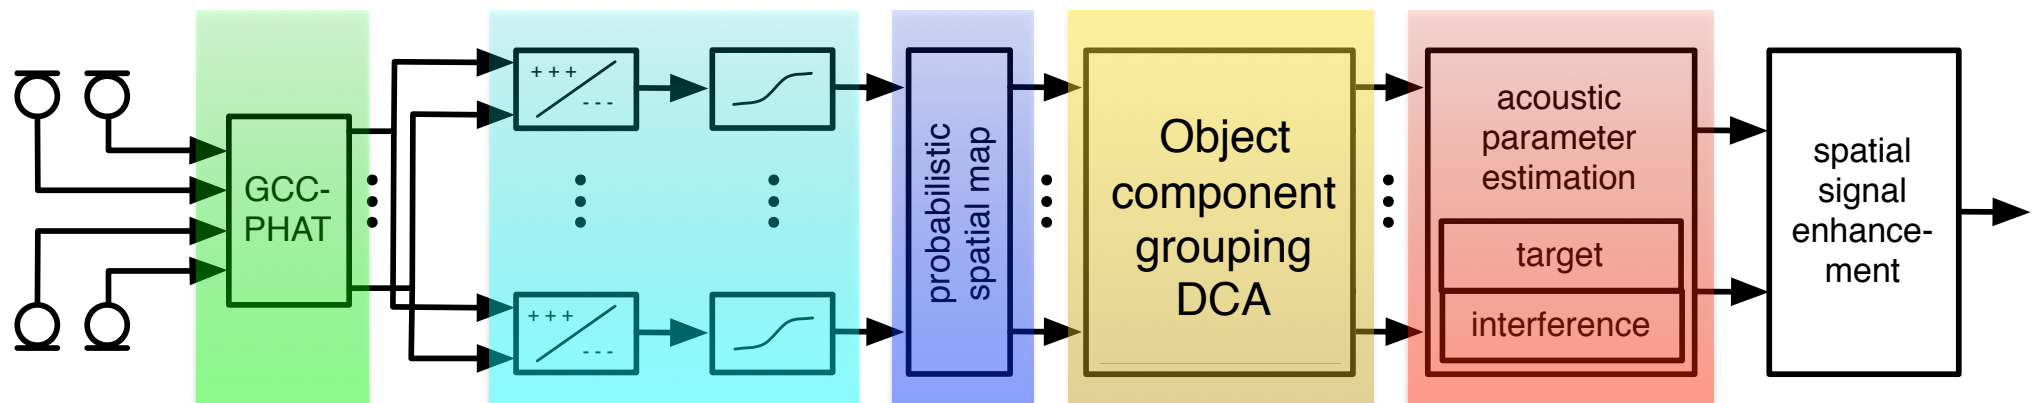 GCC-
PHAT
+ + +
- - -
+ + +
- - -
probabilistic
spatial map
Object
component
grouping
DCA
acoustic
parameter
estimation
target
interference
spatial
signal
enhance-
ment